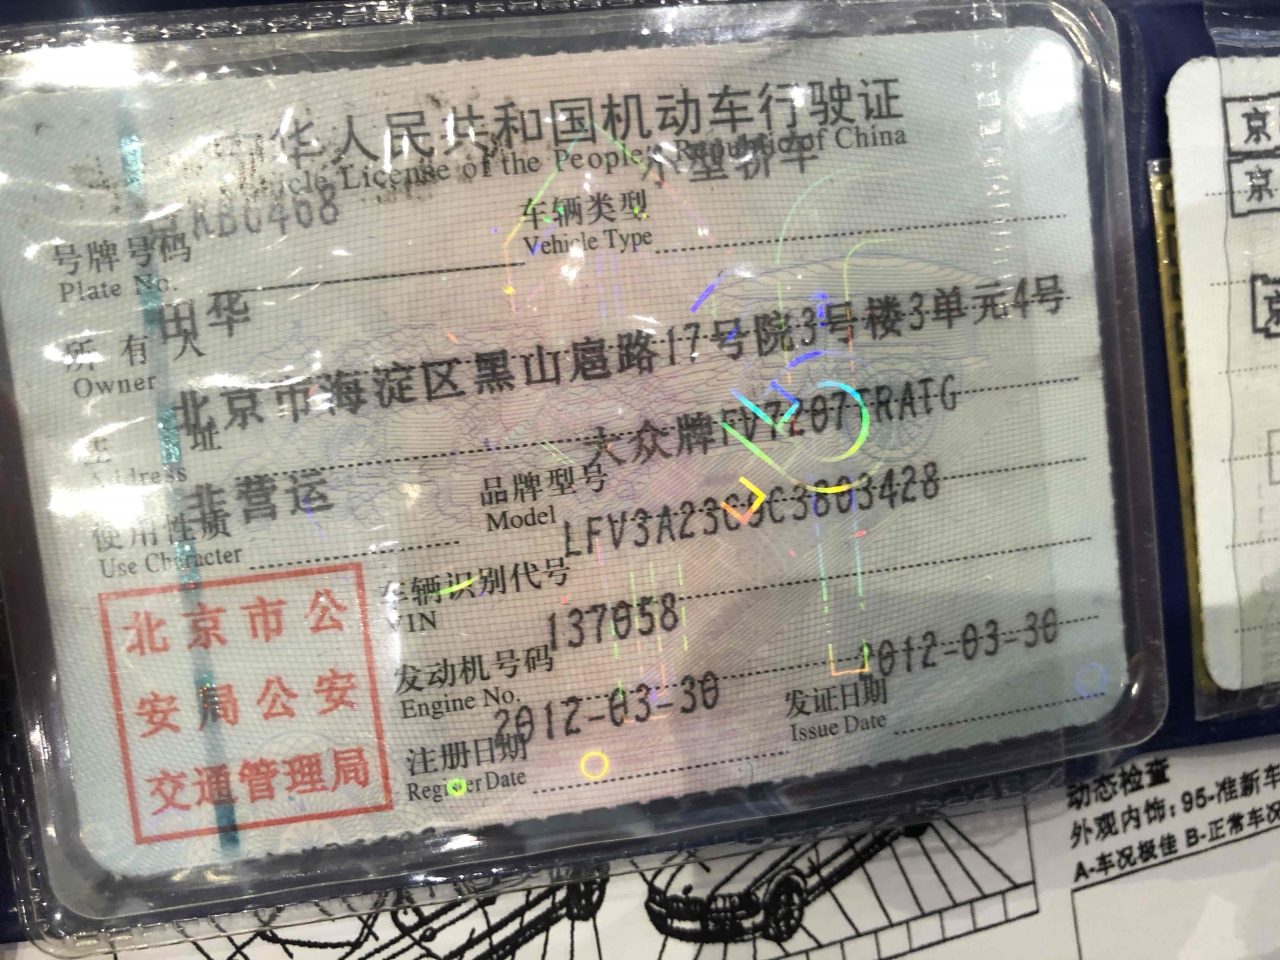 华人民共和国机动车行驶证
Vehicle License of the People's Republic of China
号牌号码
Plate No.
小型轿车
车辆类型
Vehicle Type
所有人
Owner
田华
址
Address
北京市海淀区黑山扈路17号院3号楼3单元4号
使用性质
Use Character
非营运
品牌型号
Model
大众牌FV7207TRATG
车辆识别代号
VIN
发动机号码
Engine No.
137058
注册日期
Register Date
2012-03-30
发证日期
Issue Date
2012-03-30
北京市公
安局公安
交通管理局
京
京
动态检查
外观内饰：95-准新车
A-车况极佳 B-正常车况